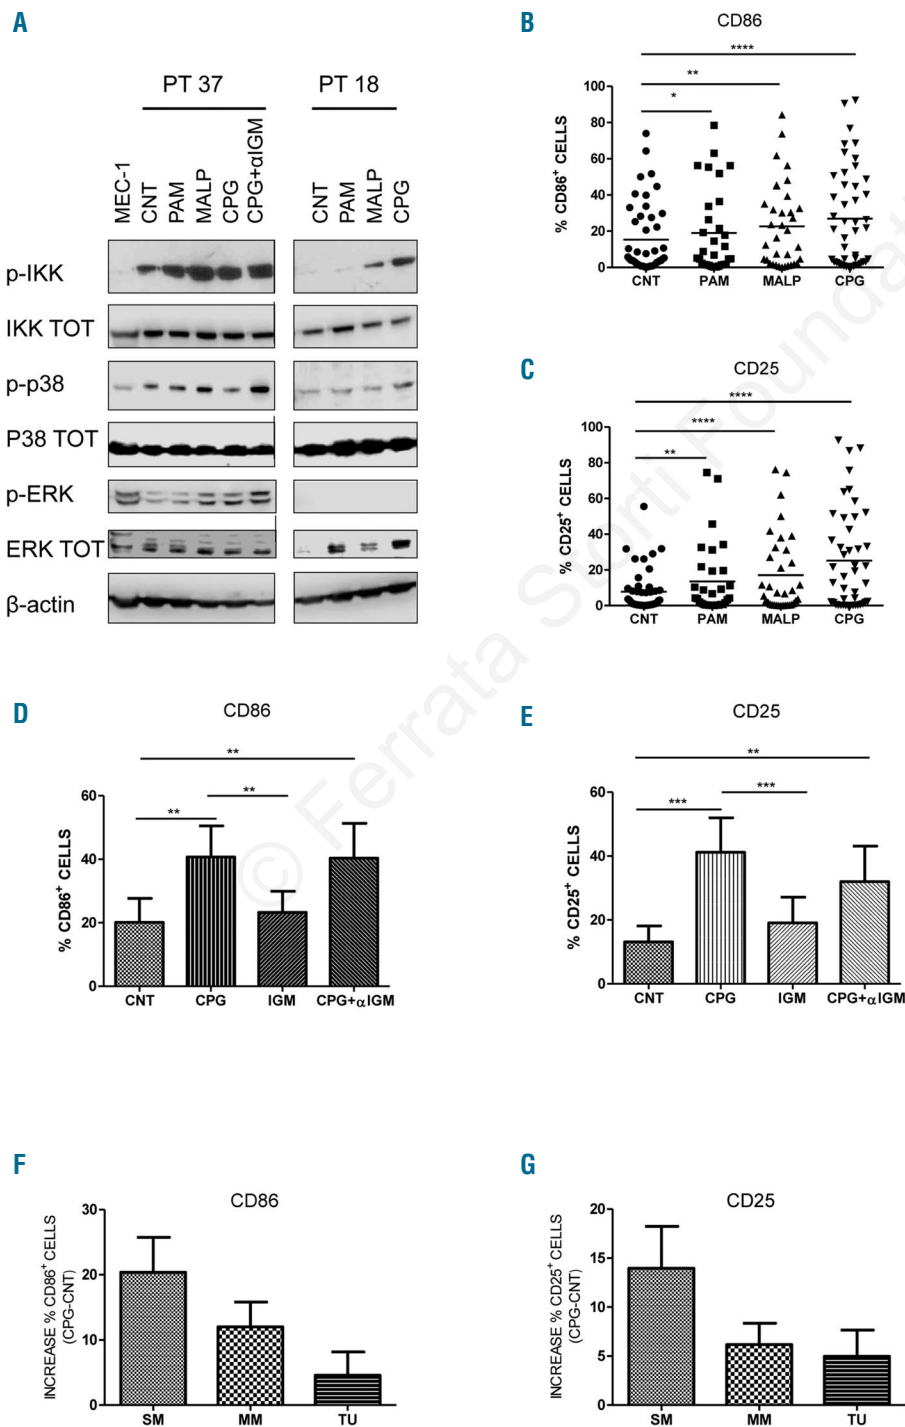 A
PT 37
PT 18
MEC-1
CNT
PAM
MALP
CPG
CPG+αIGM
CNT
PAM
MALP
CPG
p-IKK
IKK TOT
p-p38
P38 TOT
p-ERK
ERK TOT
β-actin
B
CD86
****
**
*
% CD86+ CELLS
100
80
60
40
20
0
CNT PAM MALP CPG
C
CD25
****
****
**
% CD25+ CELLS
100
80
60
40
20
0
CNT PAM MALP CPG
D
CD86
**
**
**
% CD86+ CELLS
60
40
20
0
CNT CPG IGM CPG+αIGM
E
CD25
**
***
***
% CD25+ CELLS
60
40
20
0
CNT CPG IGM CPG+αIGM
F
CD86
INCREASE % CD86+ CELLS
(CPG-CNT)
30
20
10
0
SM MM TU
G
CD25
INCREASE % CD25+ CELLS
(CPG-CNT)
20
15
10
5
0
SM MM TU
© Ferrata Storti Foundati